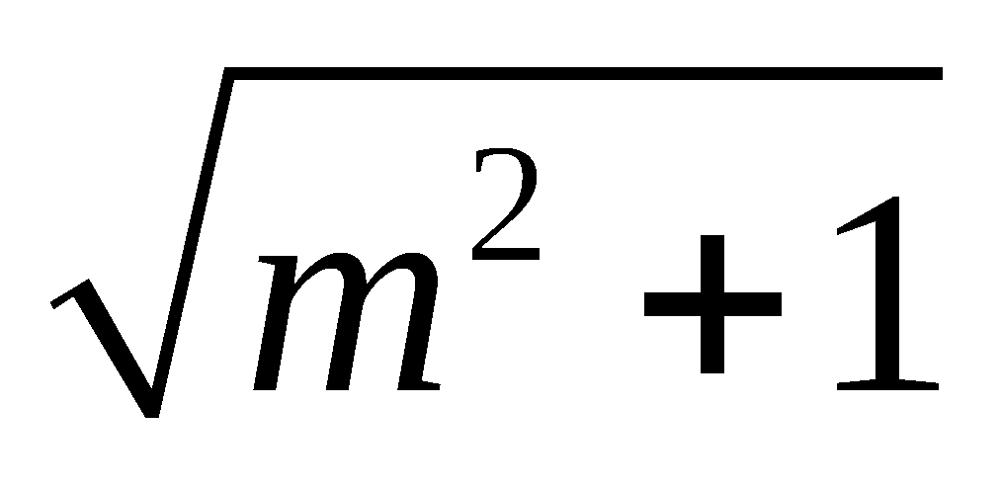 √m² +1